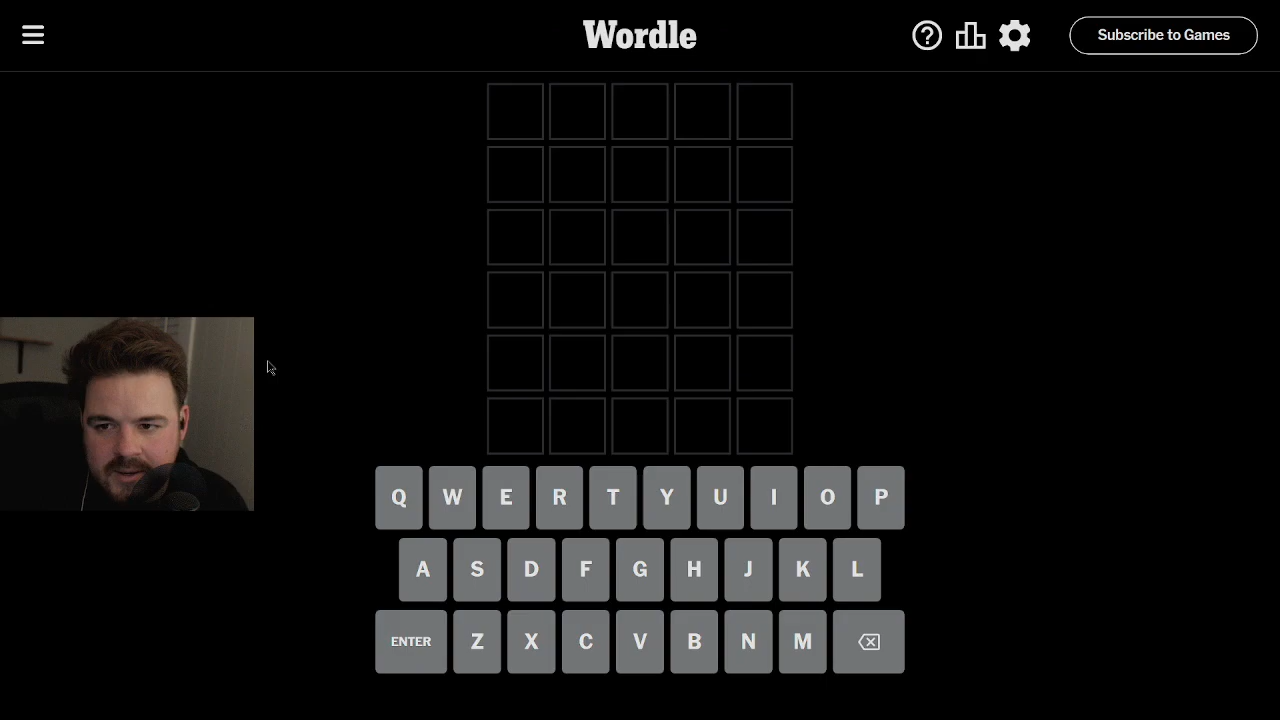 Wordle
Subscribe to Games
Q W E R T Y U I O P
A S D F G H J K L
ENTER Z X C V B N M